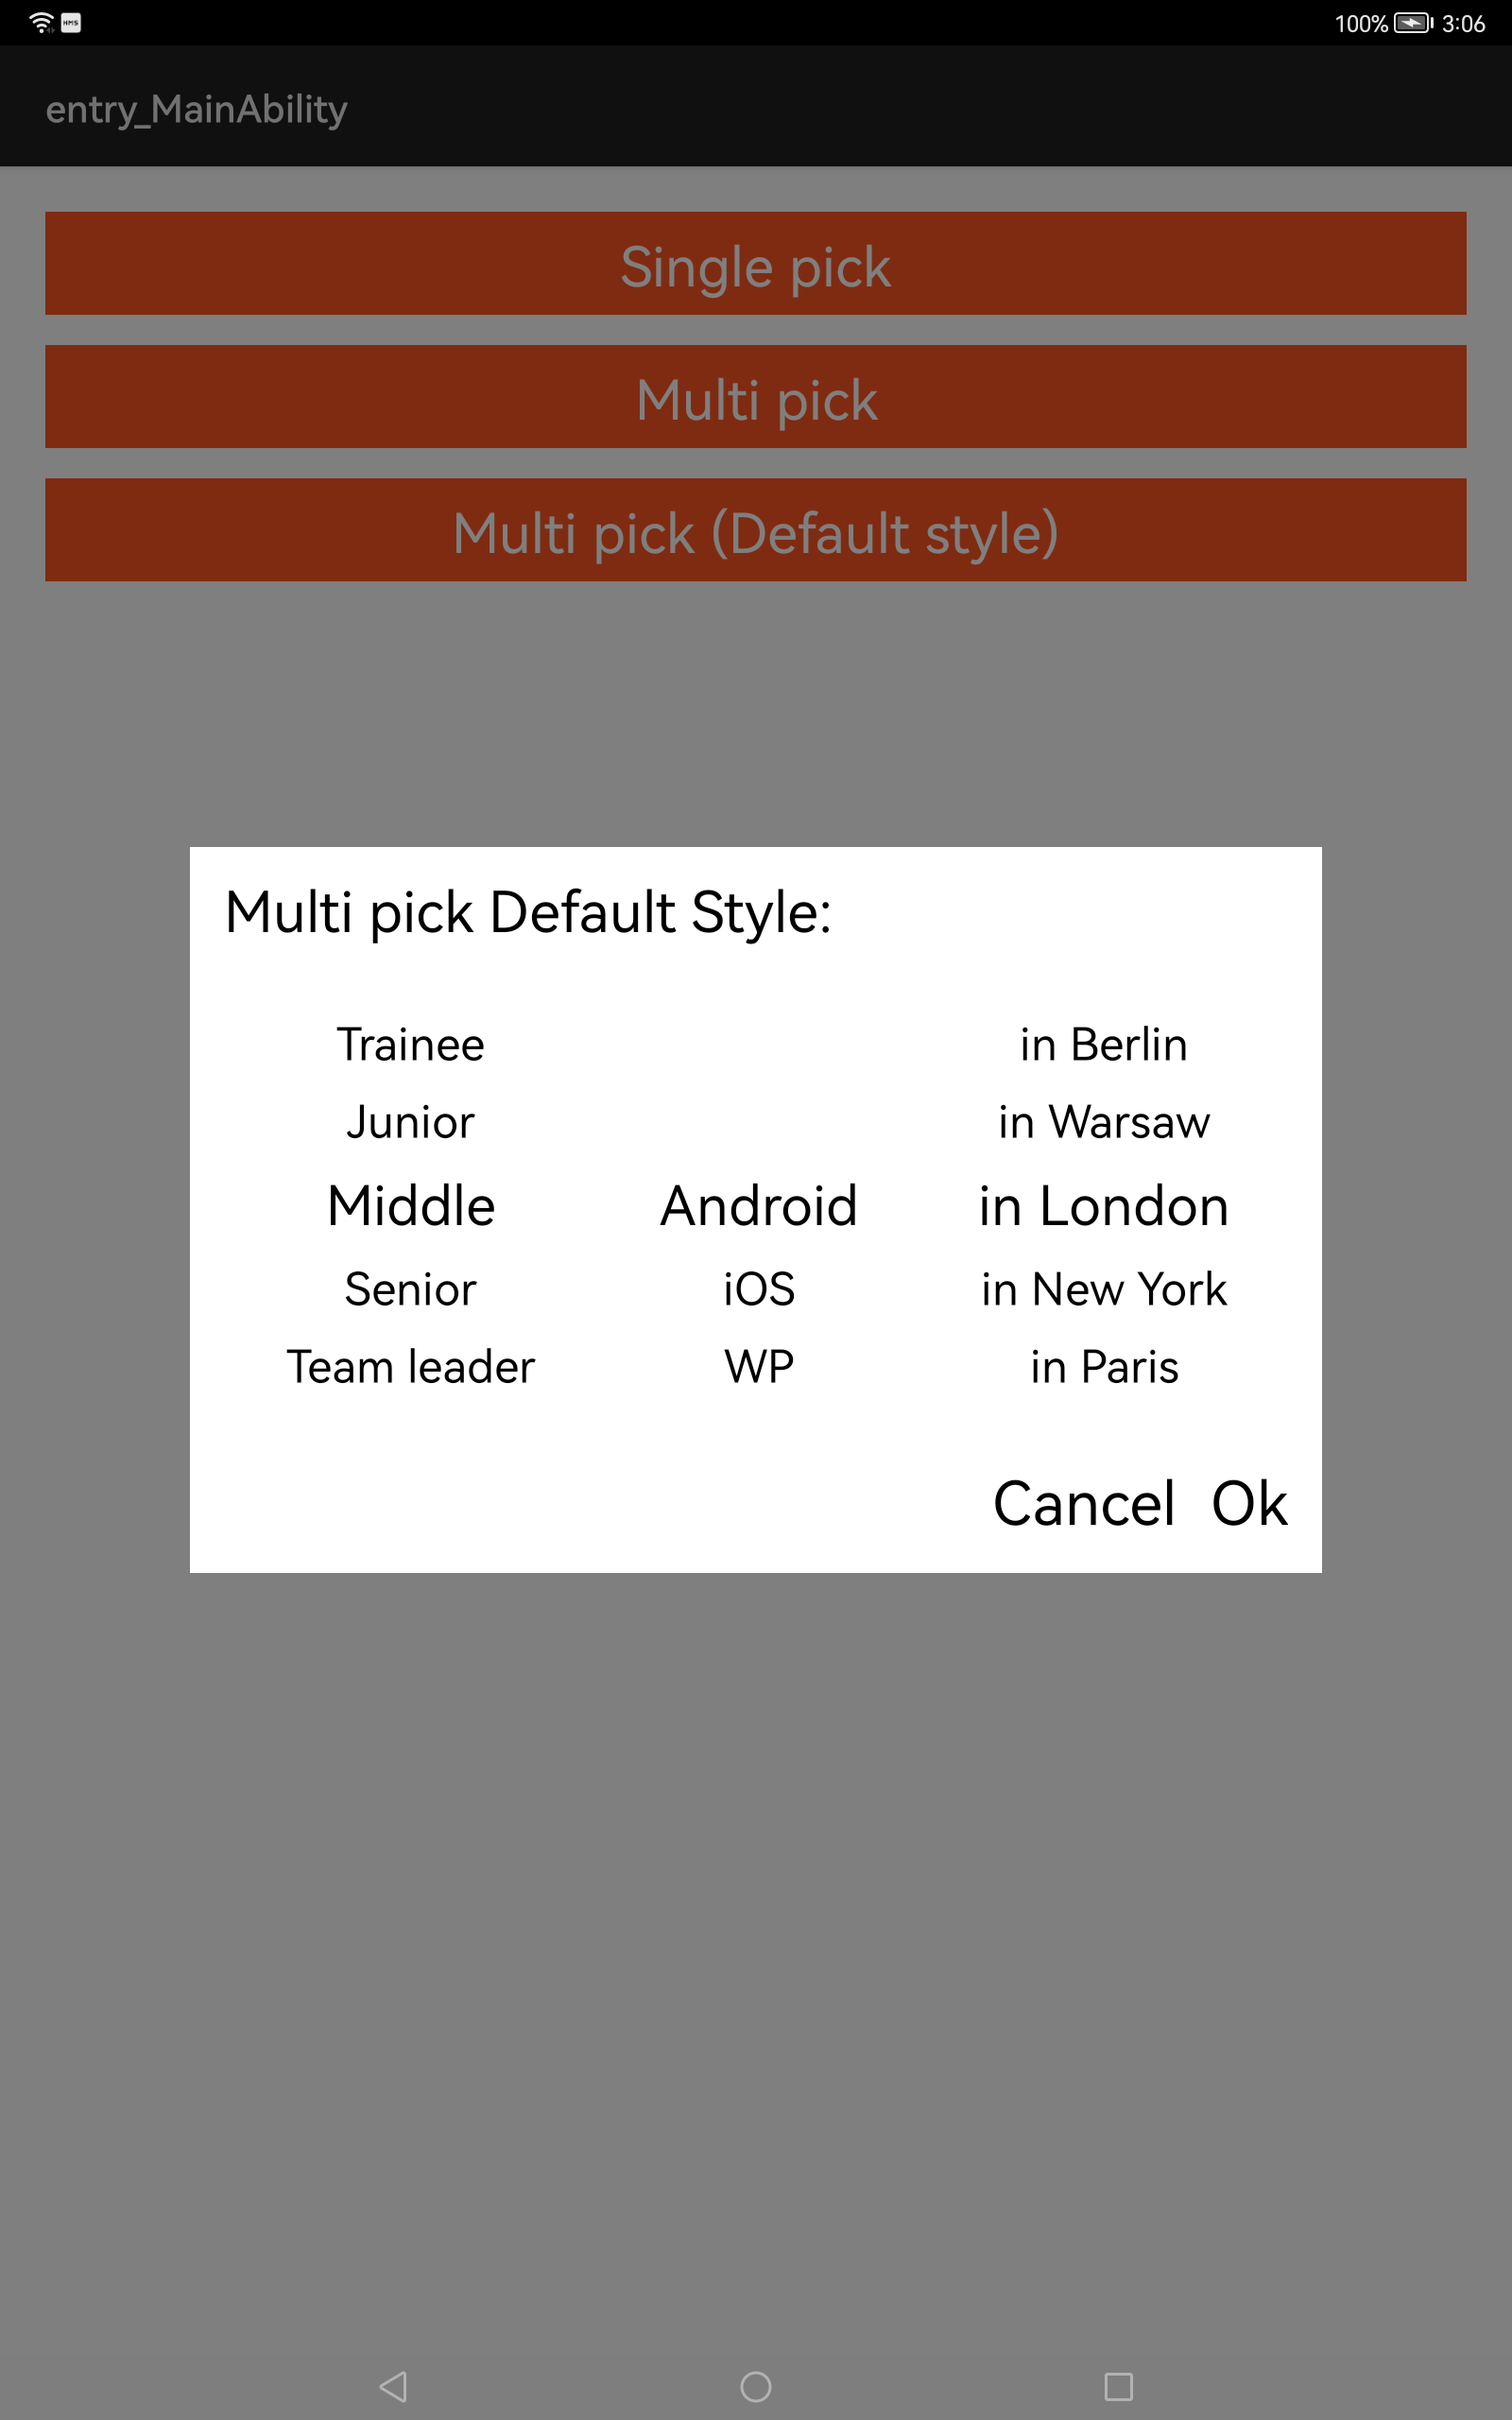 HMS 100% 3:06
entry_MainAbility
Single pick
Multi pick
Multi pick (Default style)
Multi pick Default Style:
Trainee in Berlin
Junior in Warsaw
Middle Android in London
Senior iOS in New York
Team leader WP in Paris
Cancel Ok